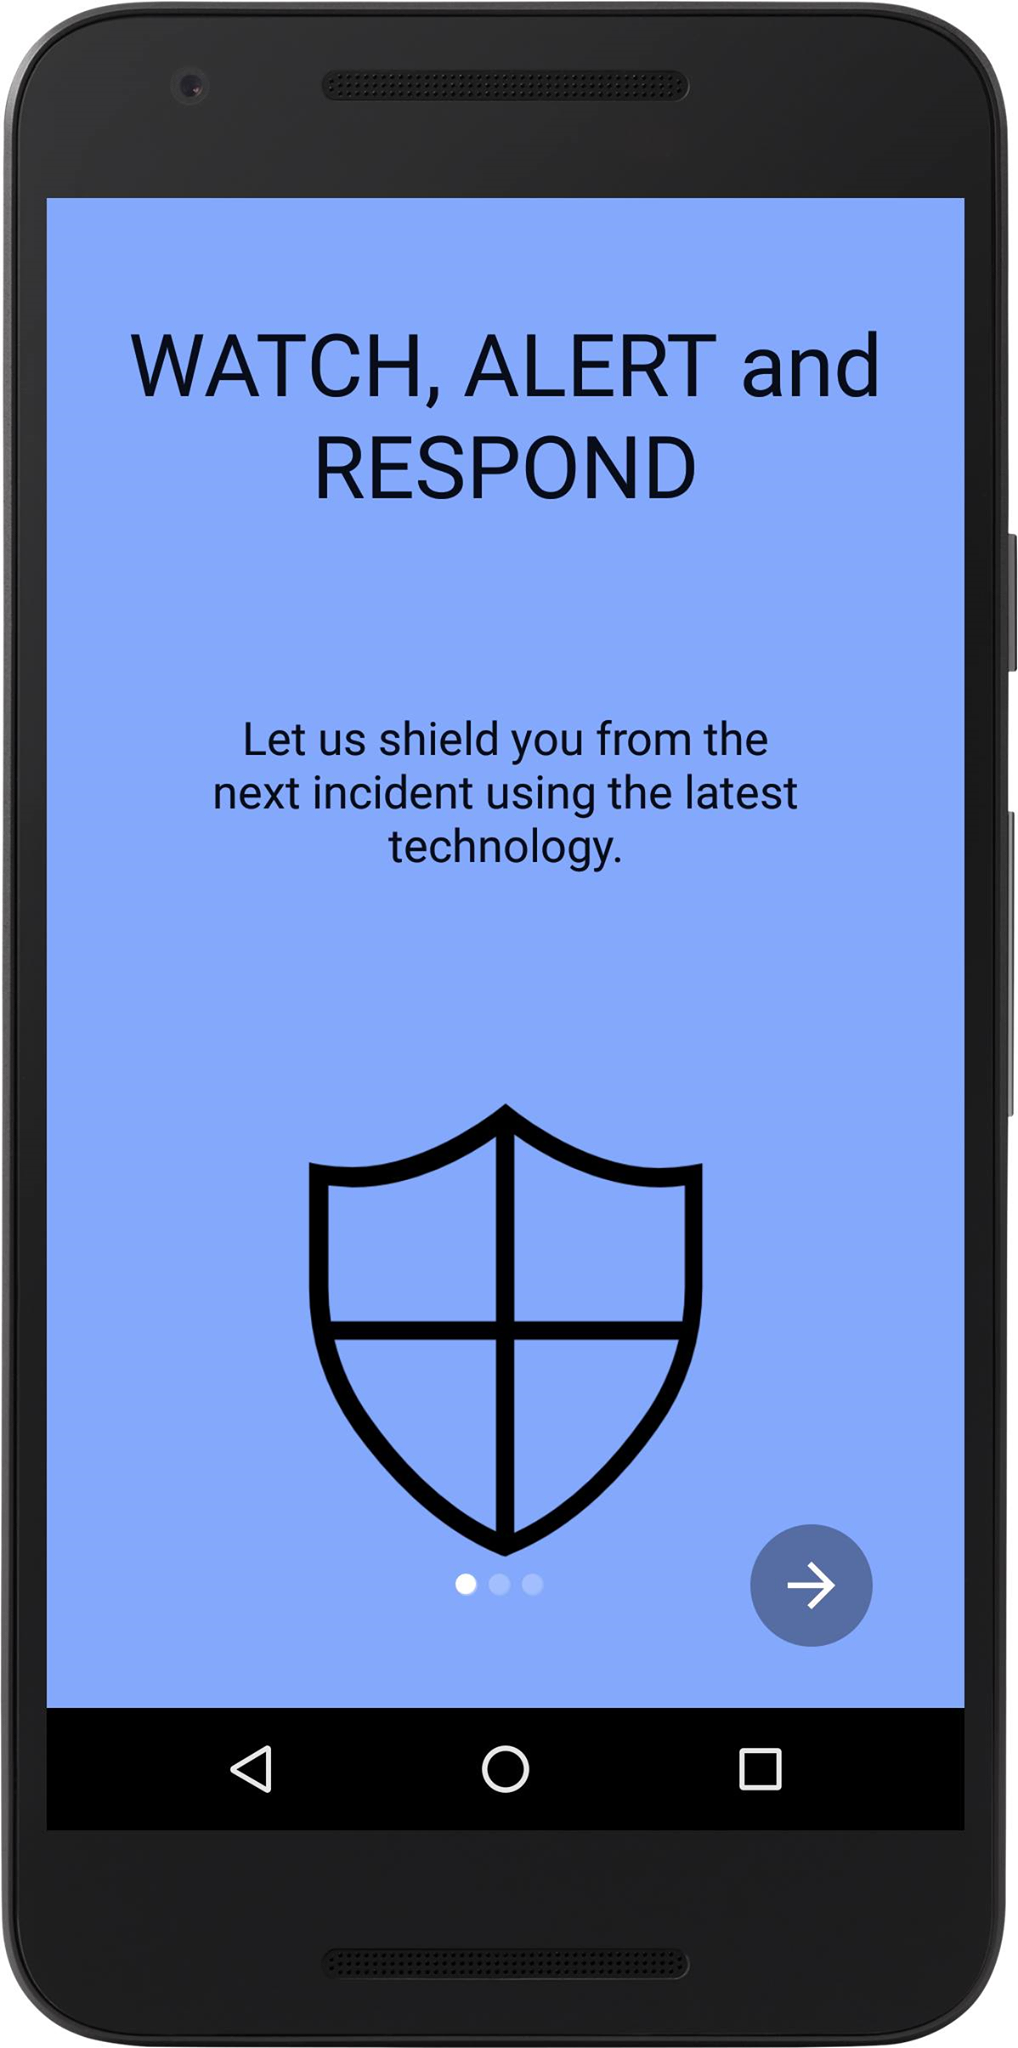 WATCH, ALERT and
RESPOND
Let us shield you from the
next incident using the latest
technology.